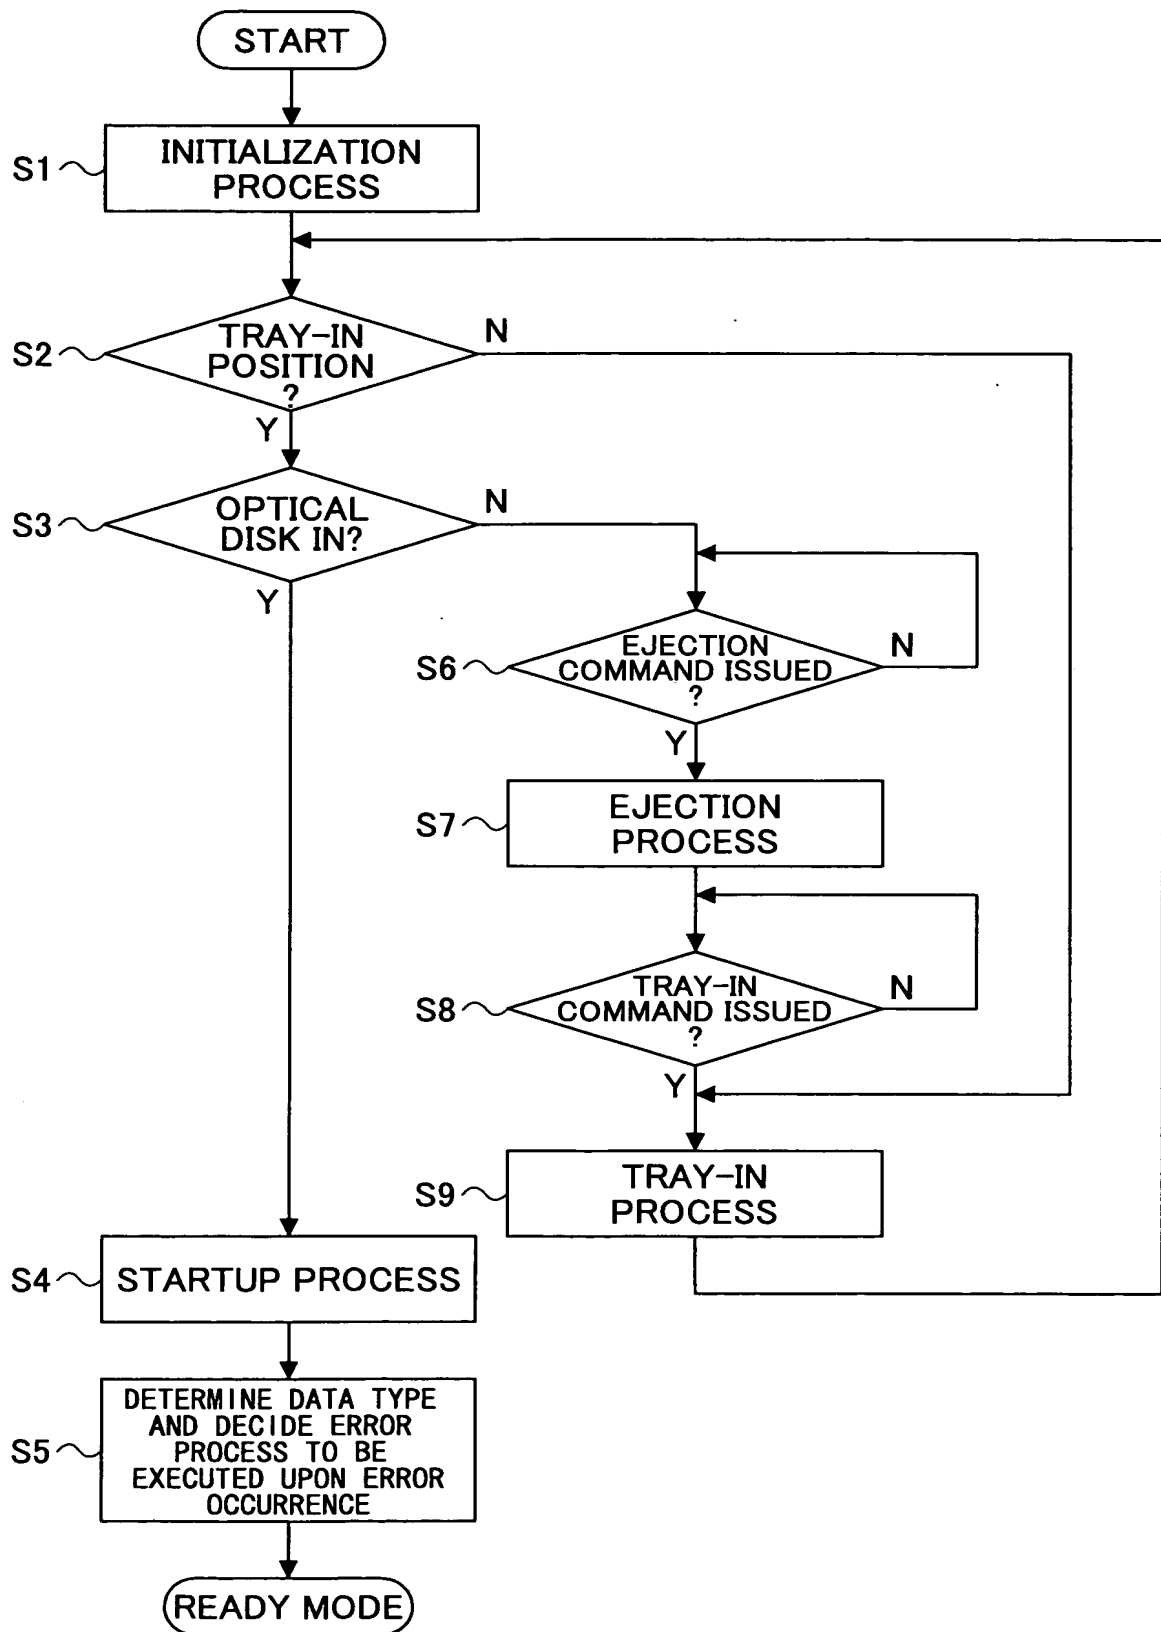 START
S1
INITIALIZATION
PROCESS
S2
TRAY-IN
POSITION
?
N
Y
S3
OPTICAL
DISK IN?
N
Y
S6
EJECTION
COMMAND ISSUED
?
N
Y
S7
EJECTION
PROCESS
S8
TRAY-IN
COMMAND ISSUED
?
N
Y
S9
TRAY-IN
PROCESS
S4
STARTUP PROCESS
S5
DETERMINE DATA TYPE
AND DECIDE ERROR
PROCESS TO BE
EXECUTED UPON ERROR
OCCURRENCE
READY MODE